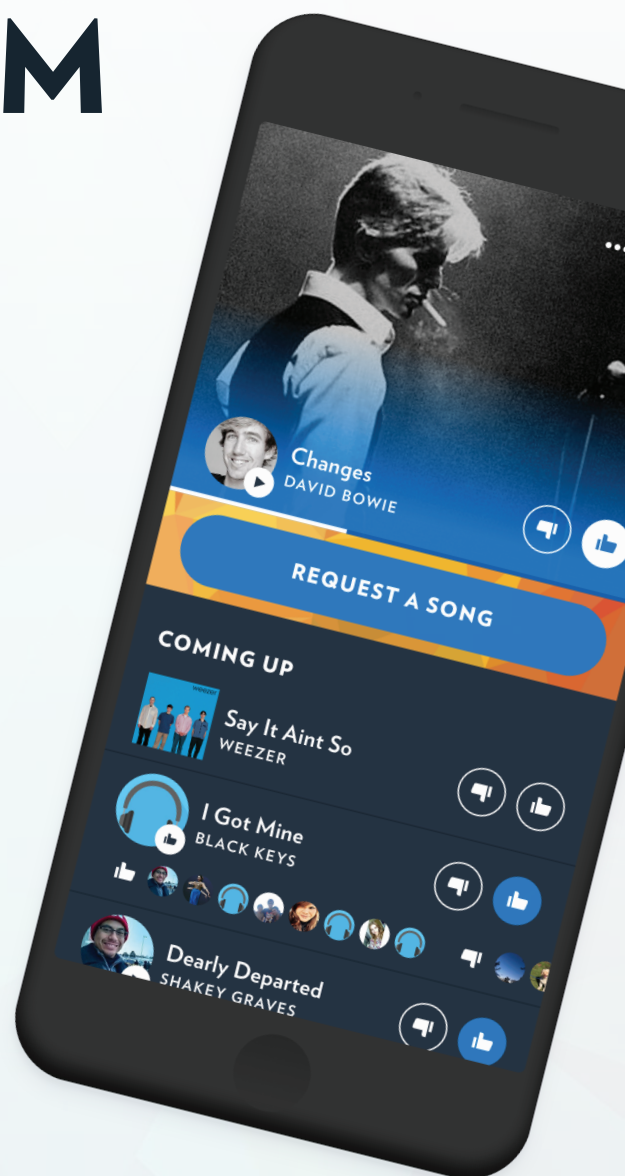 M
Changes
DAVID BOWIE
REQUEST A SONG
COMING UP
weezer
Say It Aint So
WEEZER
I Got Mine
BLACK KEYS
Dearly Departed
SHAKEY GRAVES